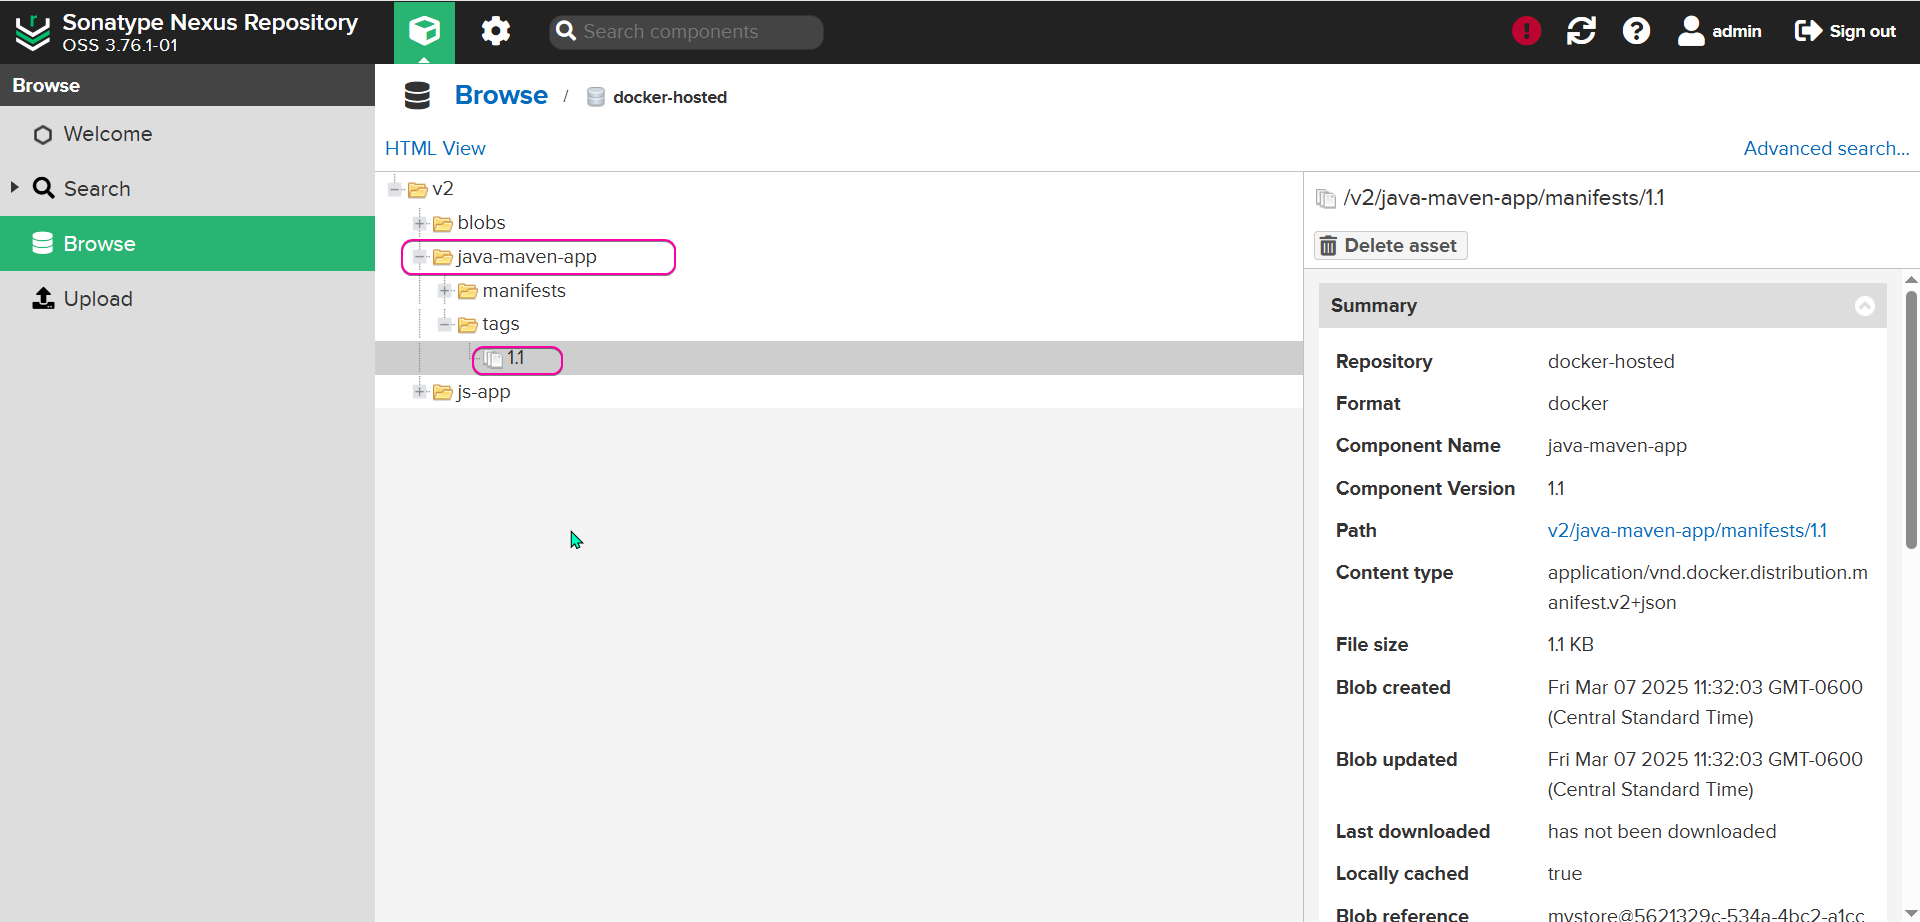 Sonatype Nexus Repository
OSS 3.76.1-01
Search components
admin
Sign out
Browse
Welcome
Search
Browse
Upload
Browse / docker-hosted
HTML View
Advanced search...
v2
blobs
java-maven-app
manifests
tags
1.1
js-app
/v2/java-maven-app/manifests/1.1
Delete asset
Summary
Repository docker-hosted
Format docker
Component Name java-maven-app
Component Version 1.1
Path v2/java-maven-app/manifests/1.1
Content type application/vnd.docker.distribution.m
anifest.v2+json
File size 1.1 KB
Blob created Fri Mar 07 2025 11:32:03 GMT-0600
(Central Standard Time)
Blob updated Fri Mar 07 2025 11:32:03 GMT-0600
(Central Standard Time)
Last downloaded has not been downloaded
Locally cached true
Blob reference mystore@5621329c-534a-4bc2-a1cc